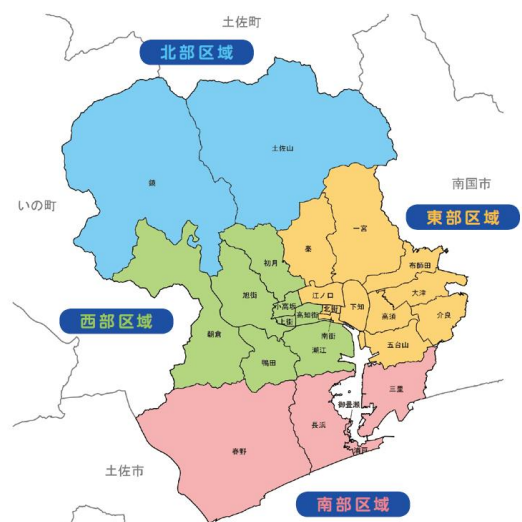 土佐町
北部区域
土佐山
鏡
南国市
いの町
一宮
東部区域
秦
初月
布師田
旭街
江ノ口
大津
小高坂
北街
下知
高知街
高須
介良
上街
西部区域
朝倉
南街
五台山
潮江
鴨田
三里
御畳瀬
長浜
春野
浦戸
土佐市
南部区域